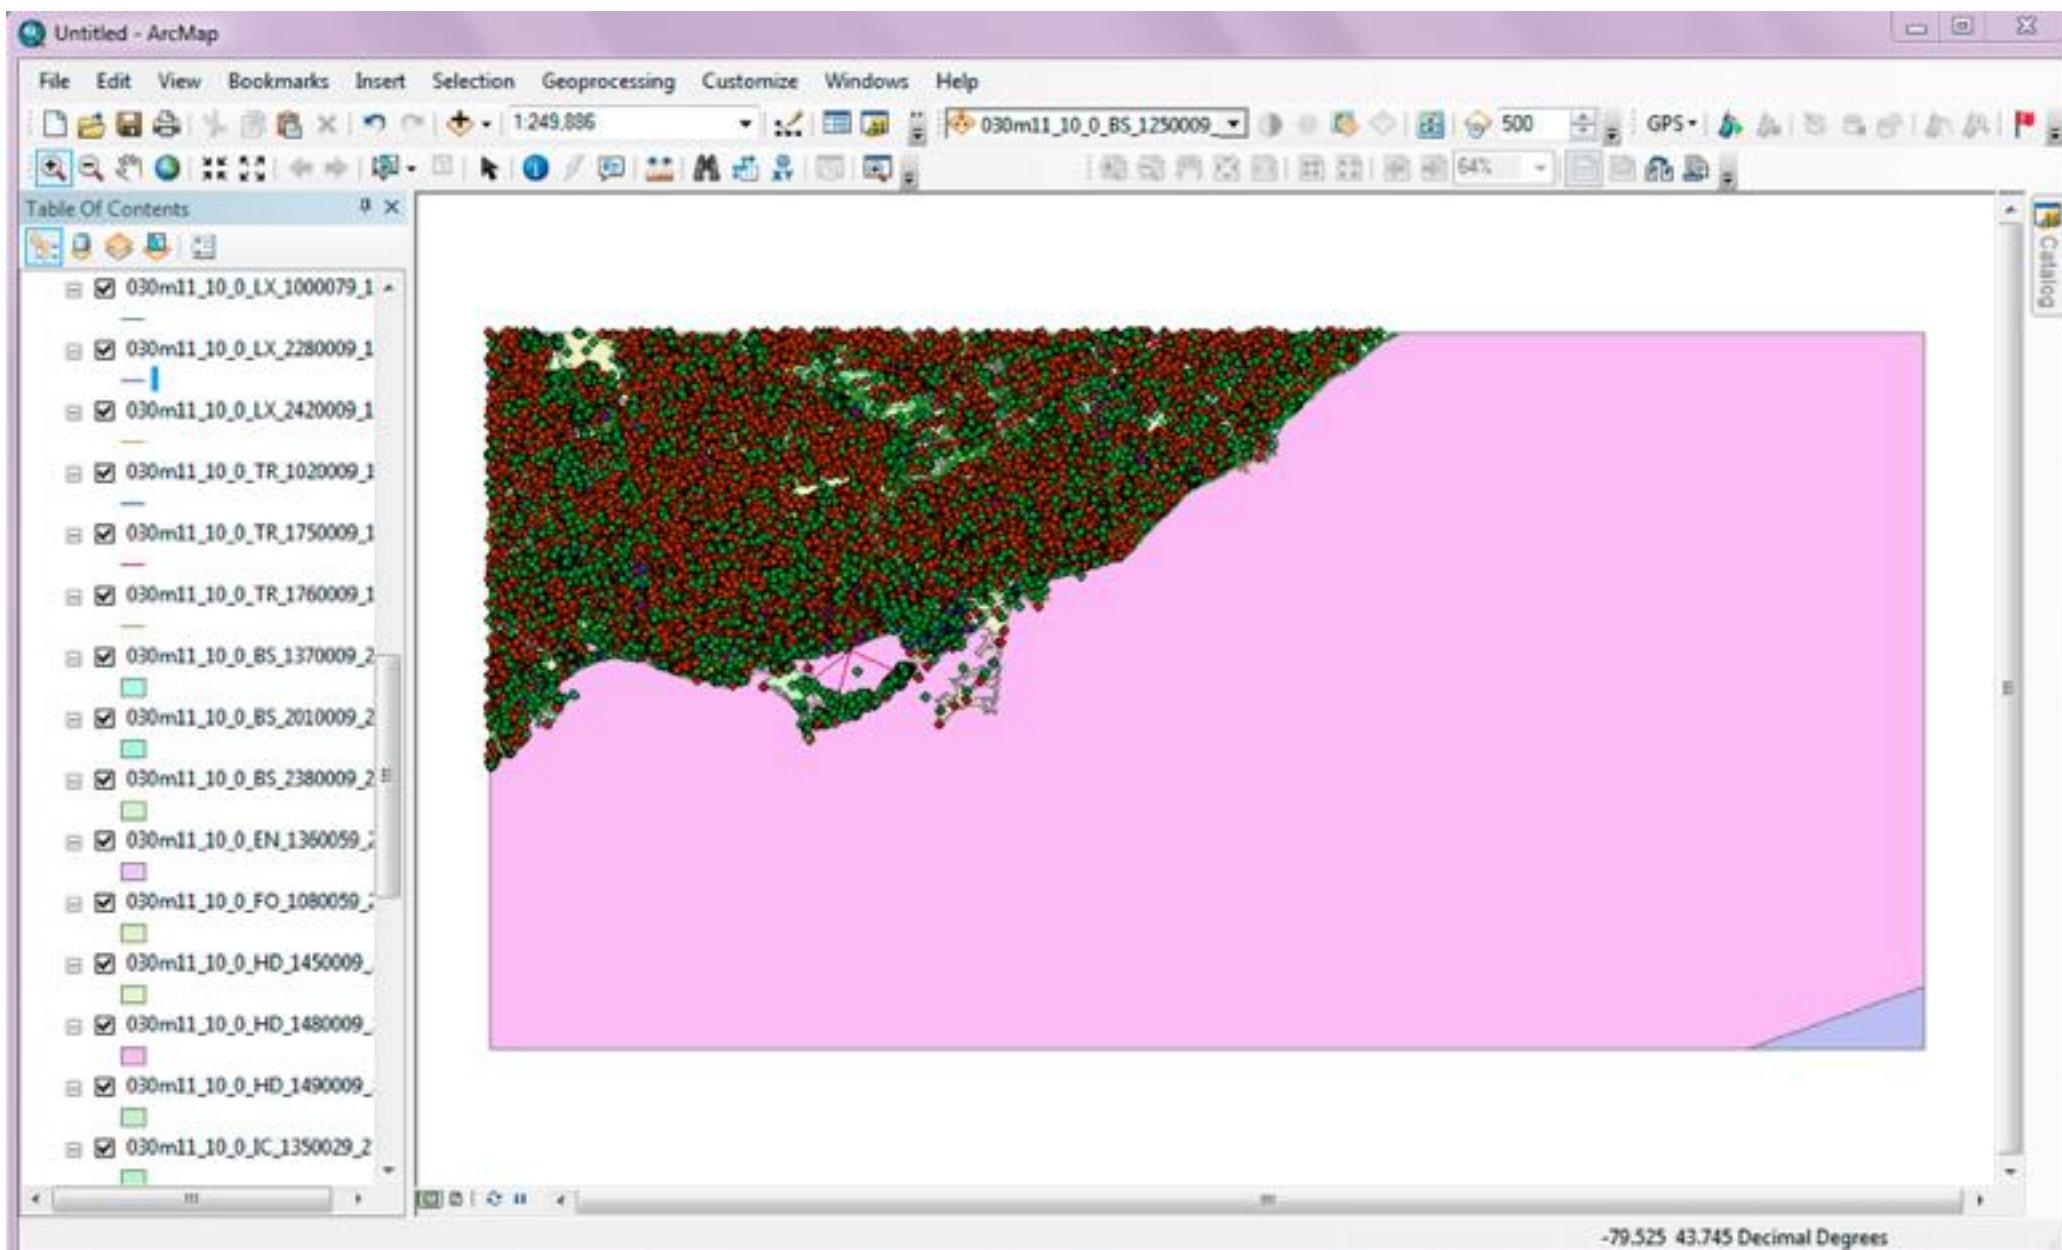 Untitled - ArcMap
File Edit View Bookmarks Insert Selection Geoprocessing Customize Windows Help
1:249,886 030m11_10_0_BS_1250009_ 500 GPS
64%
Table Of Contents
Catalog
030m11_10_0_LX_1000079_1
030m11_10_0_LX_2280009_1
030m11_10_0_LX_2420009_1
030m11_10_0_TR_1020009_1
030m11_10_0_TR_1750009_1
030m11_10_0_TR_1760009_1
030m11_10_0_BS_1370009_2
030m11_10_0_BS_2010009_2
030m11_10_0_BS_2380009_2
030m11_10_0_EN_1360059_2
030m11_10_0_FO_1080059_2
030m11_10_0_HD_1450009_
030m11_10_0_HD_1480009_
030m11_10_0_HD_1490009_
030m11_10_0_IC_1350029_2
-79.525 43.745 Decimal Degrees